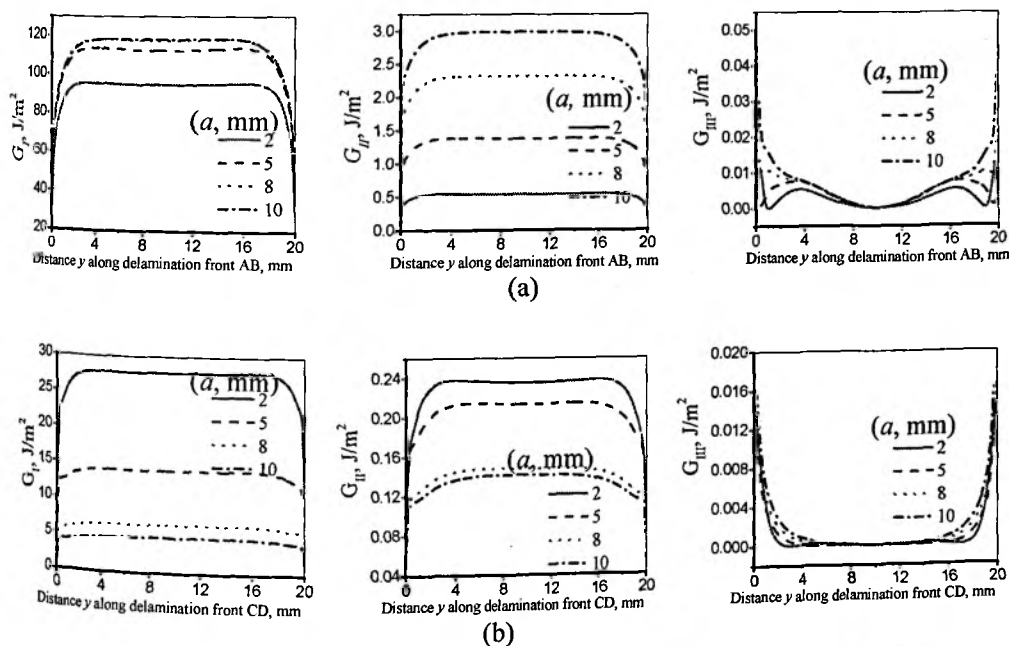 120
100
80
60
40
20
G_I, J/m²
(a, mm)
2
5
8
10
0 4 8 12 16 20
Distance y along delamination front AB, mm
3.0
2.5
2.0
1.5
1.0
0.5
0.0
G_II, J/m²
(a, mm)
2
5
8
10
0 4 8 12 16 20
Distance y along delamination front AB, mm
0.05
0.04
0.03
0.02
0.01
0.00
G_III, J/m²
(a, mm)
2
5
8
10
0 4 8 12 16 20
Distance y along delamination front AB, mm
(a)
30
25
20
15
10
5
0
G_I, J/m²
(a, mm)
2
5
8
10
0 4 8 12 16 20
Distance y along delamination front CD, mm
0.24
0.20
0.16
0.12
0.08
0.04
G_II, J/m²
(a, mm)
2
5
8
10
0 4 8 12 16 20
Distance y along delamination front CD, mm
0.020
0.016
0.012
0.008
0.004
0.000
G_III, J/m²
(a, mm)
2
5
8
10
0 4 8 12 16 20
Distance y along delamination front CD, mm
(b)